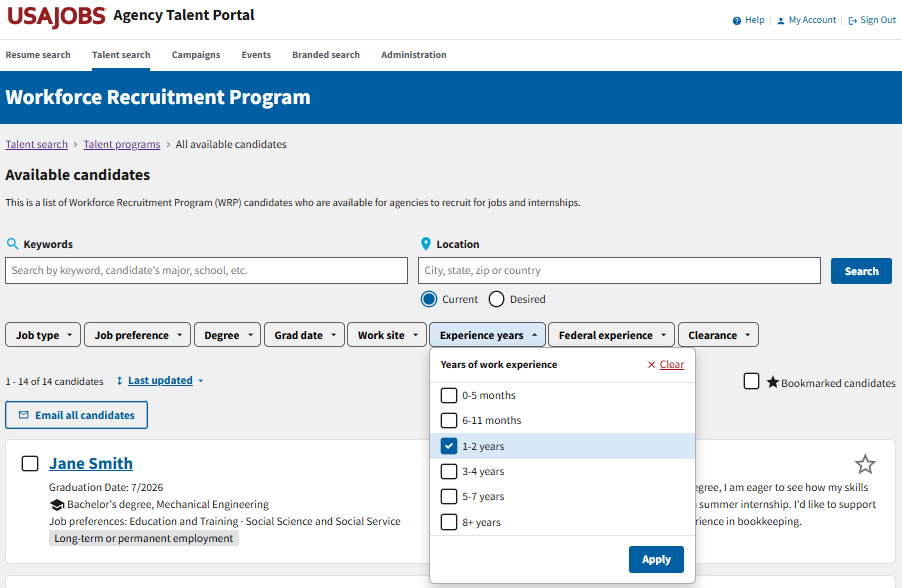 USAJOBS Agency Talent Portal
Help My Account Sign Out
Resume search Talent search Campaigns Events Branded search Administration
Workforce Recruitment Program
Talent search > Talent programs > All available candidates
Available candidates
This is a list of Workforce Recruitment Program (WRP) candidates who are available for agencies to recruit for jobs and internships.
Keywords Location
Search by keyword, candidate's major, school, etc. City, state, zip or country Search
Current Desired
Job type Job preference Degree Grad date Work site Experience years Federal experience Clearance
Years of work experience Clear
0-5 months
6-11 months
1-2 years
3-4 years
5-7 years
8+ years
Apply
1 - 14 of 14 candidates Last updated Bookmarked candidates
Email all candidates
Jane Smith
Graduation Date: 7/2026
Bachelor's degree, Mechanical Engineering
Job preferences: Education and Training · Social Science and Social Service
Long-term or permanent employment
egree, I am eager to see how my skills
summer internship. I'd like to support
rience in bookkeeping.